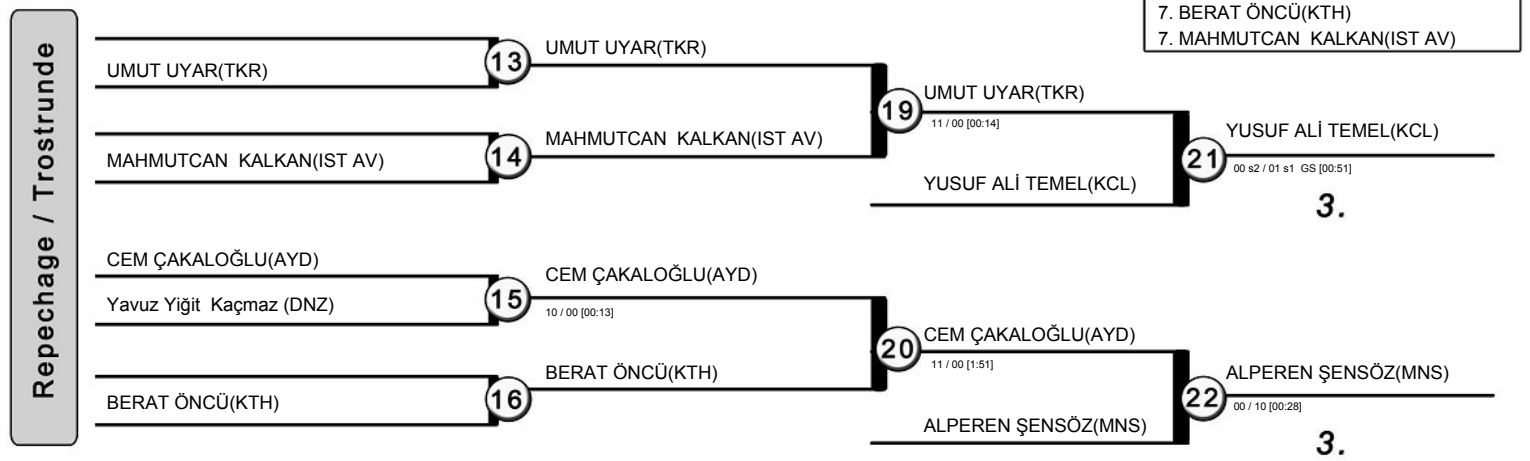 7. BERAT ÖNCÜ(KTH)
7. MAHMUTCAN  KALKAN(IST AV)
Repechage / Trostrunde
UMUT UYAR(TKR)
13
UMUT UYAR(TKR)
MAHMUTCAN  KALKAN(IST AV)
14
MAHMUTCAN  KALKAN(IST AV)
19
UMUT UYAR(TKR)
11 / 00 [00:14]
YUSUF ALİ TEMEL(KCL)
21
YUSUF ALİ TEMEL(KCL)
00 s2 / 01 s1  GS [00:51]
3.
CEM ÇAKALOĞLU(AYD)
Yavuz Yiğit  Kaçmaz (DNZ)
15
CEM ÇAKALOĞLU(AYD)
10 / 00 [00:13]
BERAT ÖNCÜ(KTH)
16
BERAT ÖNCÜ(KTH)
20
CEM ÇAKALOĞLU(AYD)
11 / 00 [1:51]
ALPEREN ŞENSÖZ(MNS)
22
ALPEREN ŞENSÖZ(MNS)
00 / 10 [00:28]
3.